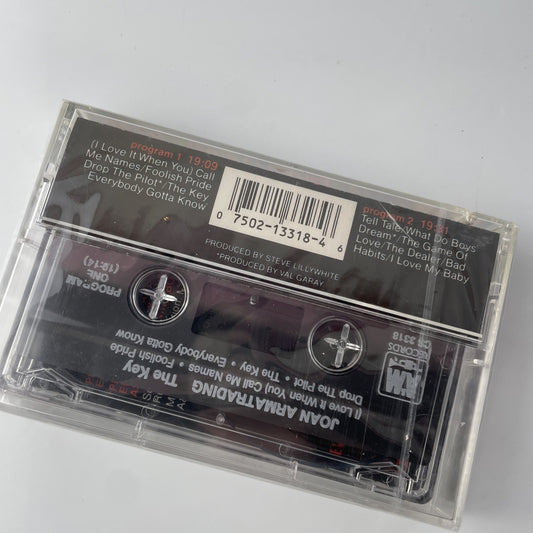 program 1 19:09
(I Love It When You) Call
Me Names/Foolish Pride
Drop The Pilot*/The Key
Everybody Gotta Know
0 7502-13318-4 6
program 2 19:31
Tell Tale/What Do Boys
Dream*/The Game Of
Love/The Dealer/Bad
Habits/I Love My Baby
PRODUCED BY STEVE LILLYWHITE
*PRODUCED BY VAL GARAY
PROGRAM
ONE
A&M
RECORDS
CS 3318
JOAN ARMATRADING The Key
(I Love It When You) Call Me Names • Foolish Pride
Drop The Pilot • The Key • Everybody Gotta Know